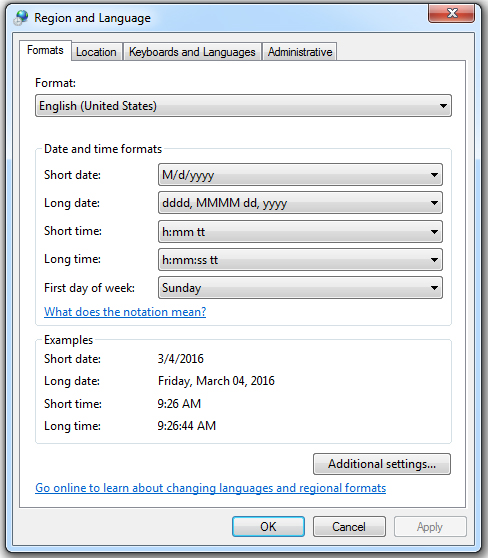 Region and Language
Formats Location Keyboards and Languages Administrative
Format:
English (United States)
Date and time formats
Short date: M/d/yyyy
Long date: dddd, MMMM dd, yyyy
Short time: h:mm tt
Long time: h:mm:ss tt
First day of week: Sunday
What does the notation mean?
Examples
Short date: 3/4/2016
Long date: Friday, March 04, 2016
Short time: 9:26 AM
Long time: 9:26:44 AM
Additional settings...
Go online to learn about changing languages and regional formats
OK Cancel Apply